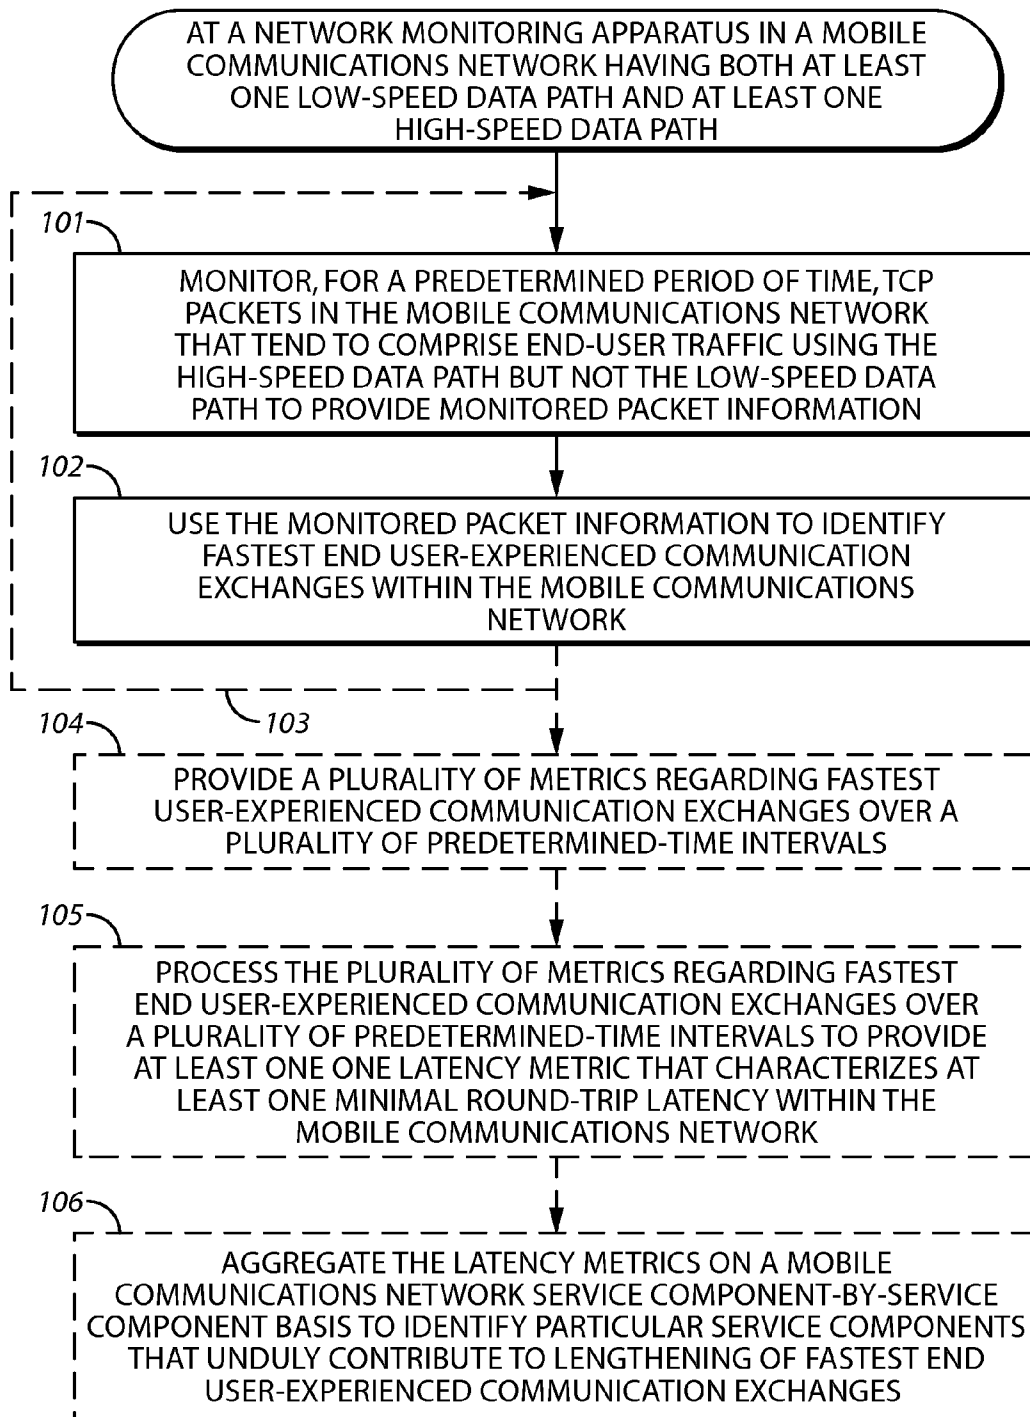 AT A NETWORK MONITORING APPARATUS IN A MOBILE
COMMUNICATIONS NETWORK HAVING BOTH AT LEAST
ONE LOW-SPEED DATA PATH AND AT LEAST ONE
HIGH-SPEED DATA PATH
101
MONITOR, FOR A PREDETERMINED PERIOD OF TIME, TCP
PACKETS IN THE MOBILE COMMUNICATIONS NETWORK
THAT TEND TO COMPRISE END-USER TRAFFIC USING THE
HIGH-SPEED DATA PATH BUT NOT THE LOW-SPEED DATA
PATH TO PROVIDE MONITORED PACKET INFORMATION
102
USE THE MONITORED PACKET INFORMATION TO IDENTIFY
FASTEST END USER-EXPERIENCED COMMUNICATION
EXCHANGES WITHIN THE MOBILE COMMUNICATIONS
NETWORK
103
104
PROVIDE A PLURALITY OF METRICS REGARDING FASTEST
USER-EXPERIENCED COMMUNICATION EXCHANGES OVER A
PLURALITY OF PREDETERMINED-TIME INTERVALS
105
PROCESS THE PLURALITY OF METRICS REGARDING FASTEST
END USER-EXPERIENCED COMMUNICATION EXCHANGES OVER
A PLURALITY OF PREDETERMINED-TIME INTERVALS TO PROVIDE
AT LEAST ONE ONE LATENCY METRIC THAT CHARACTERIZES AT
LEAST ONE MINIMAL ROUND-TRIP LATENCY WITHIN THE
MOBILE COMMUNICATIONS NETWORK
106
AGGREGATE THE LATENCY METRICS ON A MOBILE
COMMUNICATIONS NETWORK SERVICE COMPONENT-BY-SERVICE
COMPONENT BASIS TO IDENTIFY PARTICULAR SERVICE COMPONENTS
THAT UNDULY CONTRIBUTE TO LENGTHENING OF FASTEST END
USER-EXPERIENCED COMMUNICATION EXCHANGES